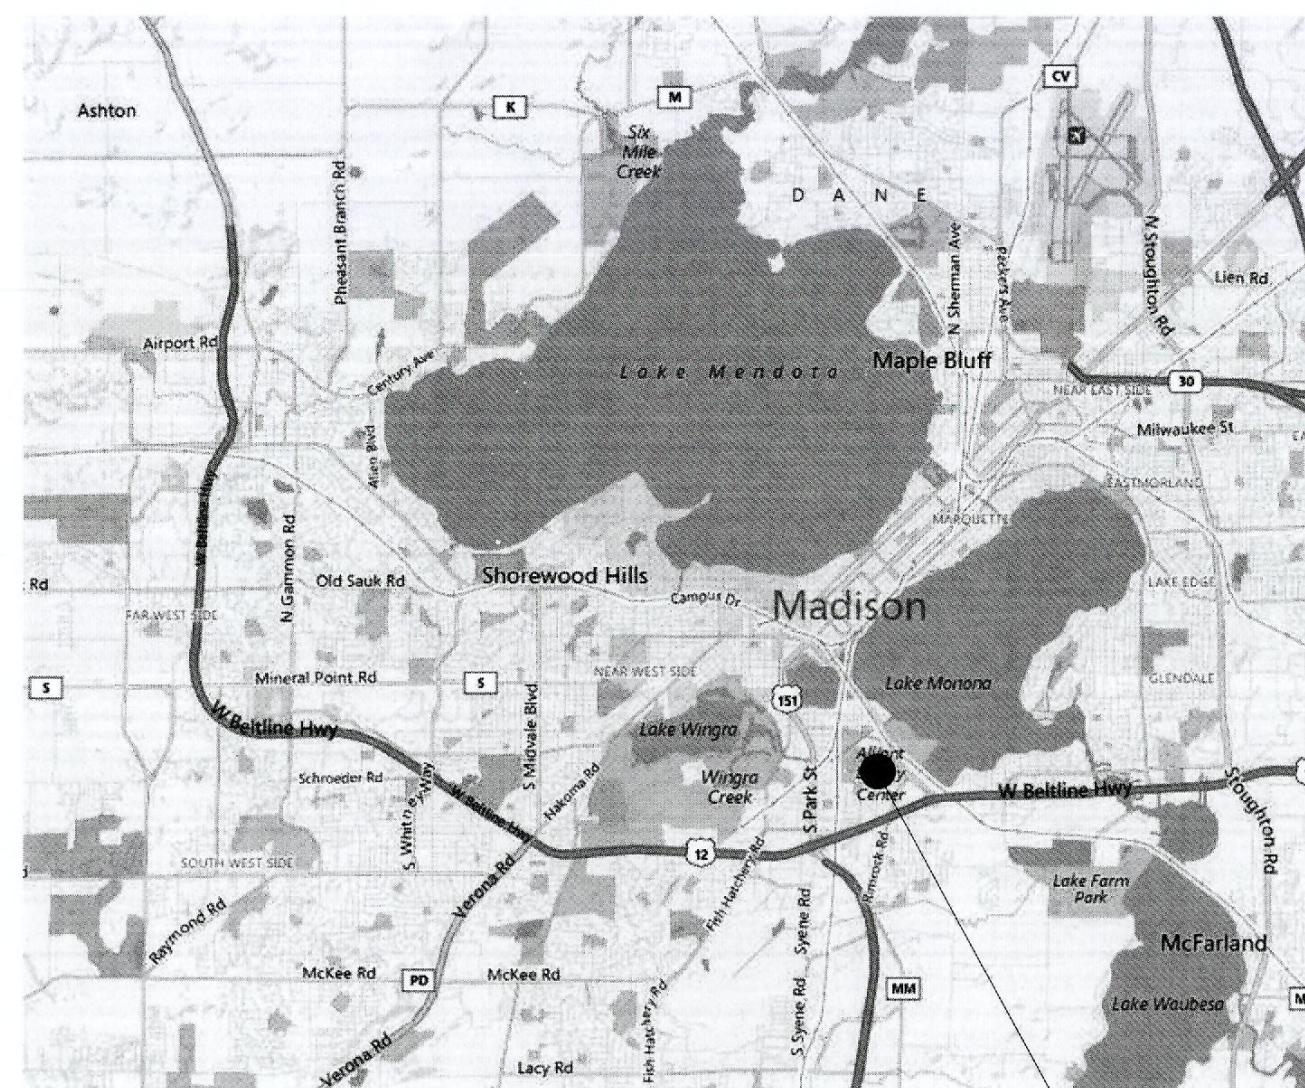 CV
K
M
Ashton
Six
Mile
Creek
Pheasant Branch Rd
D A N E
N Sherman Ave
Packers Ave
N Stoughton Rd
Lien Rd
Airport Rd
Century Ave
Lake Mendota
Maple Bluff
30
NEAR EAST SIDE
Milwaukee St
Allen Blvd
EASTMORLAND
W Beltline Hwy
MARQUETTE
N Gammon Rd
Rd
Old Sauk Rd
Shorewood Hills
Campus Dr
Madison
LAKE EDGE
FAR WEST SIDE
S
Mineral Point Rd
S
NEAR WEST SIDE
Lake Monona
GLENDALE
151
W Beltline Hwy
S Midvale Blvd
Lake Wingra
Schroeder Rd
S Whitney Way
W Beltline Hwy
Nakoma Rd
Wingra
Creek
S Park St
Alliant
Center
W Beltline Hwy
Stoughton Rd
12
SOUTH WEST SIDE
Verona Rd
Fish Hatchery Rd
Rimrock Rd
Lake Farm
Park
Raymond Rd
Syene Rd
McFarland
McKee Rd
PD
McKee Rd
MM
M
Lake Waubesa
Fish Hatchery Rd
S Syene Rd
Verona Rd
Lacy Rd